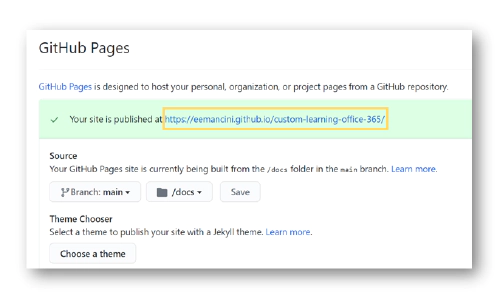 GitHub Pages
GitHub Pages is designed to host your personal, organization, or project pages from a GitHub repository.
Your site is published at https://eemancini.github.io/custom-learning-office-365/
Source
Your GitHub Pages site is currently being built from the /docs folder in the main branch. Learn more.
Branch: main /docs Save
Theme Chooser
Select a theme to publish your site with a Jekyll theme. Learn more.
Choose a theme